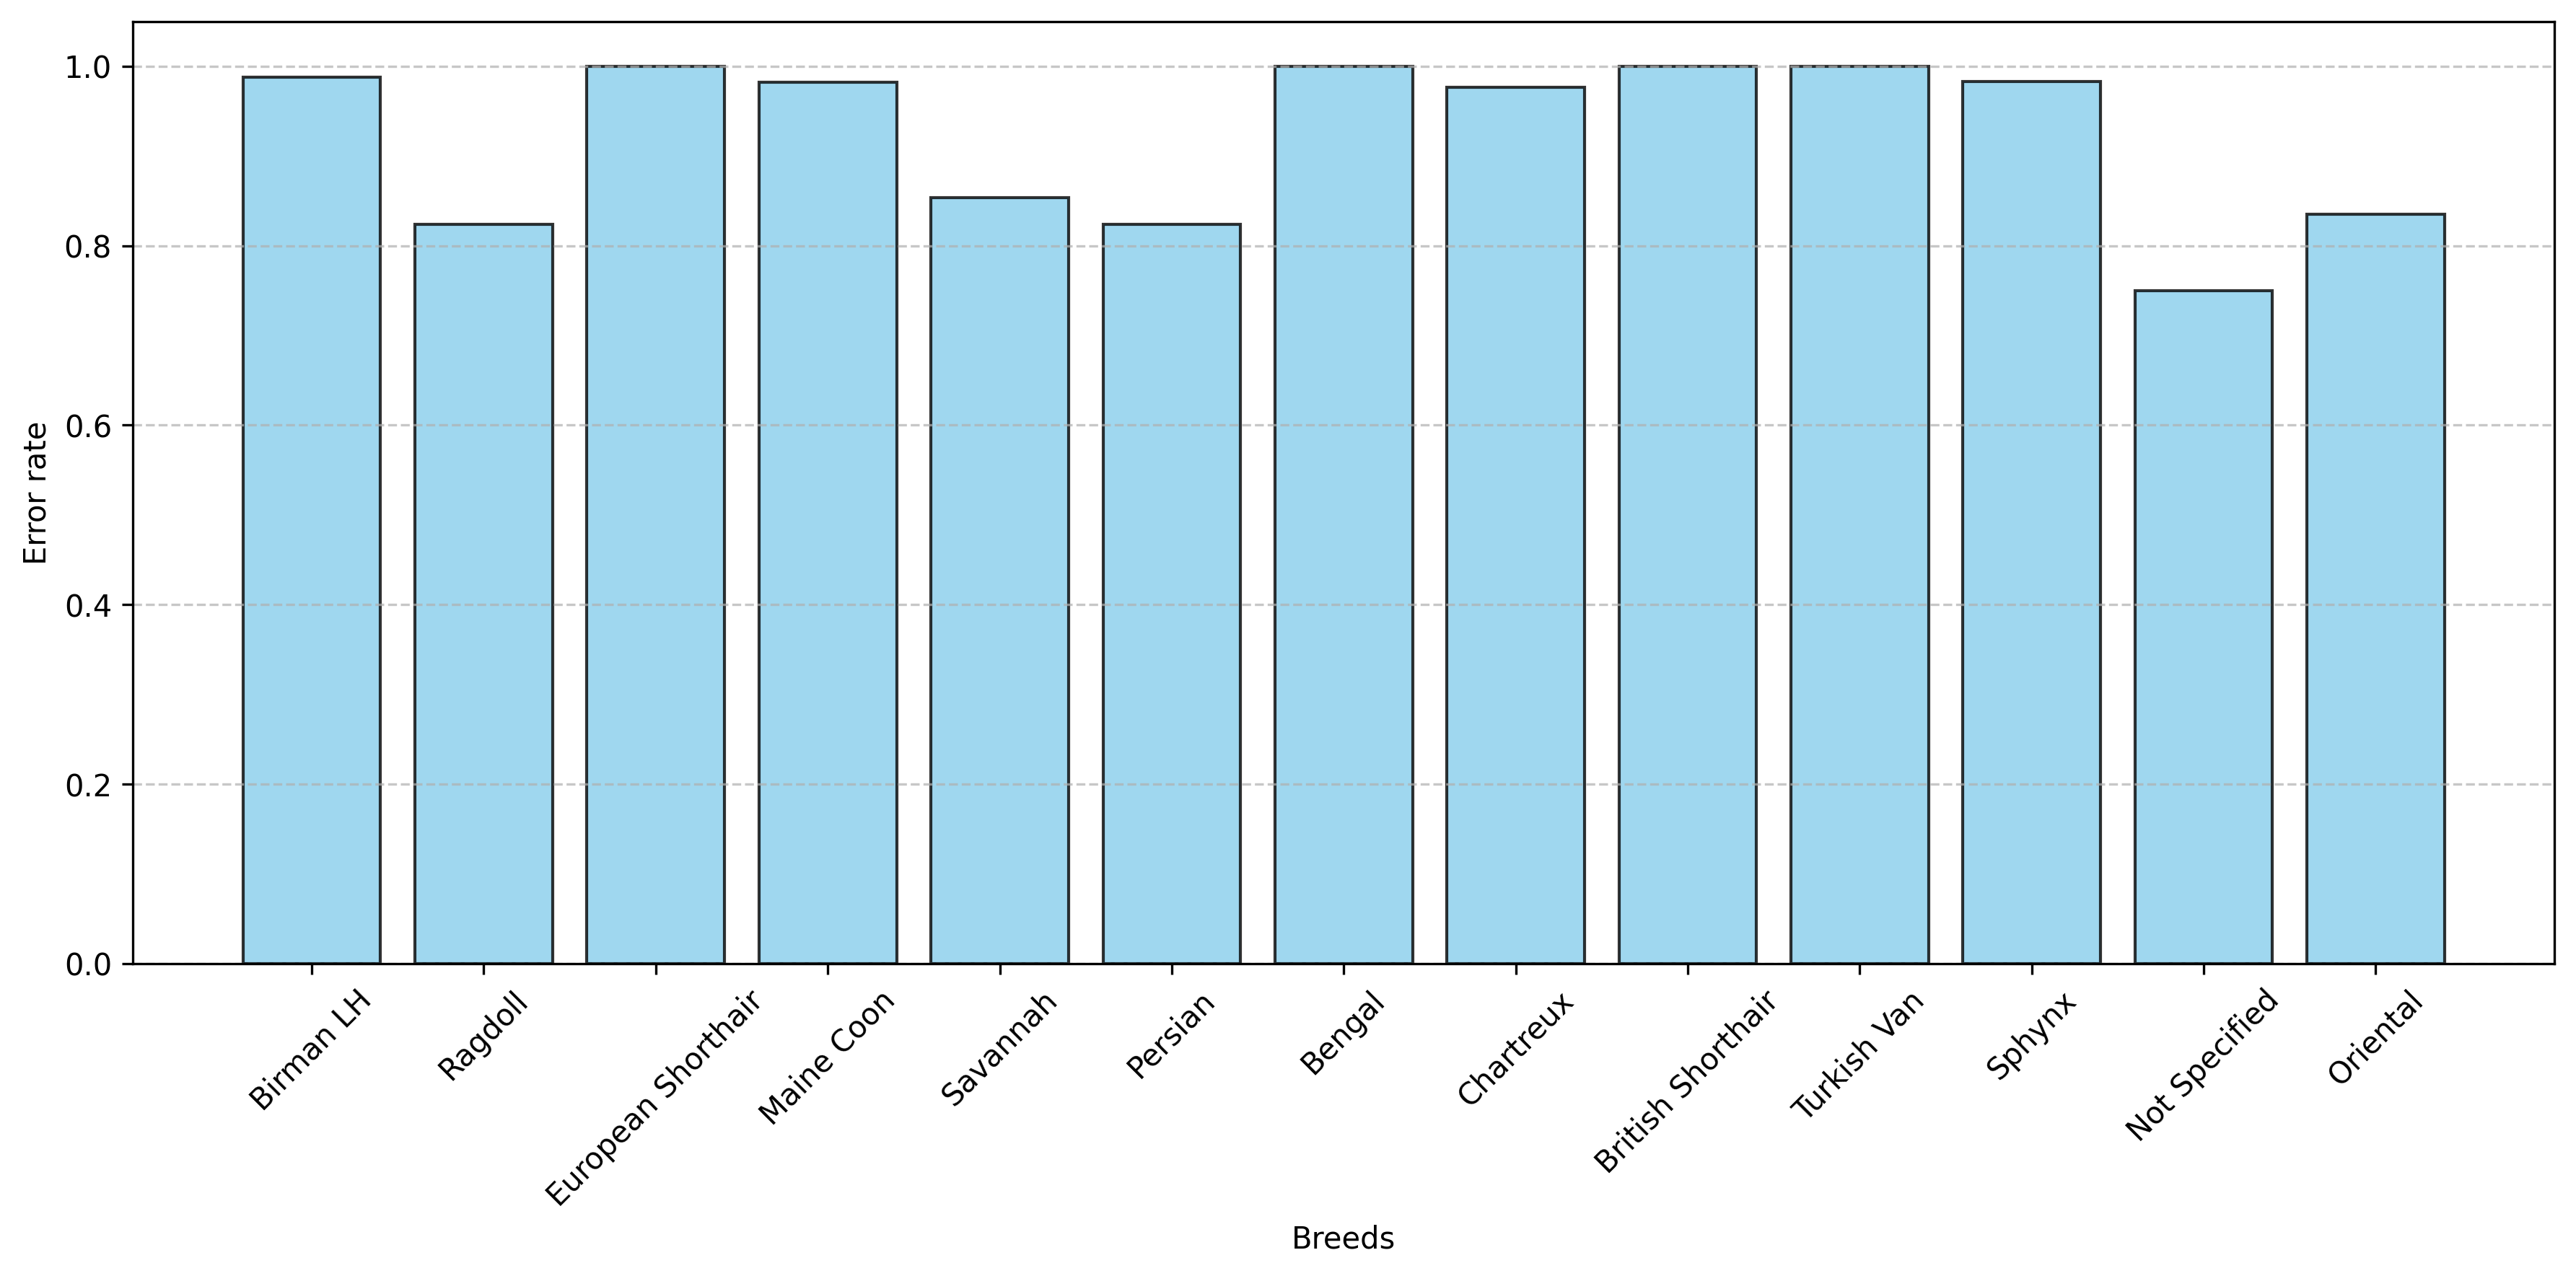 1.0
0.8
0.6
0.4
0.2
0.0
Error rate
Birman LH
Ragdoll
European Shorthair
Maine Coon
Savannah
Persian
Bengal
Chartreux
British Shorthair
Turkish Van
Sphynx
Not Specified
Oriental
Breeds